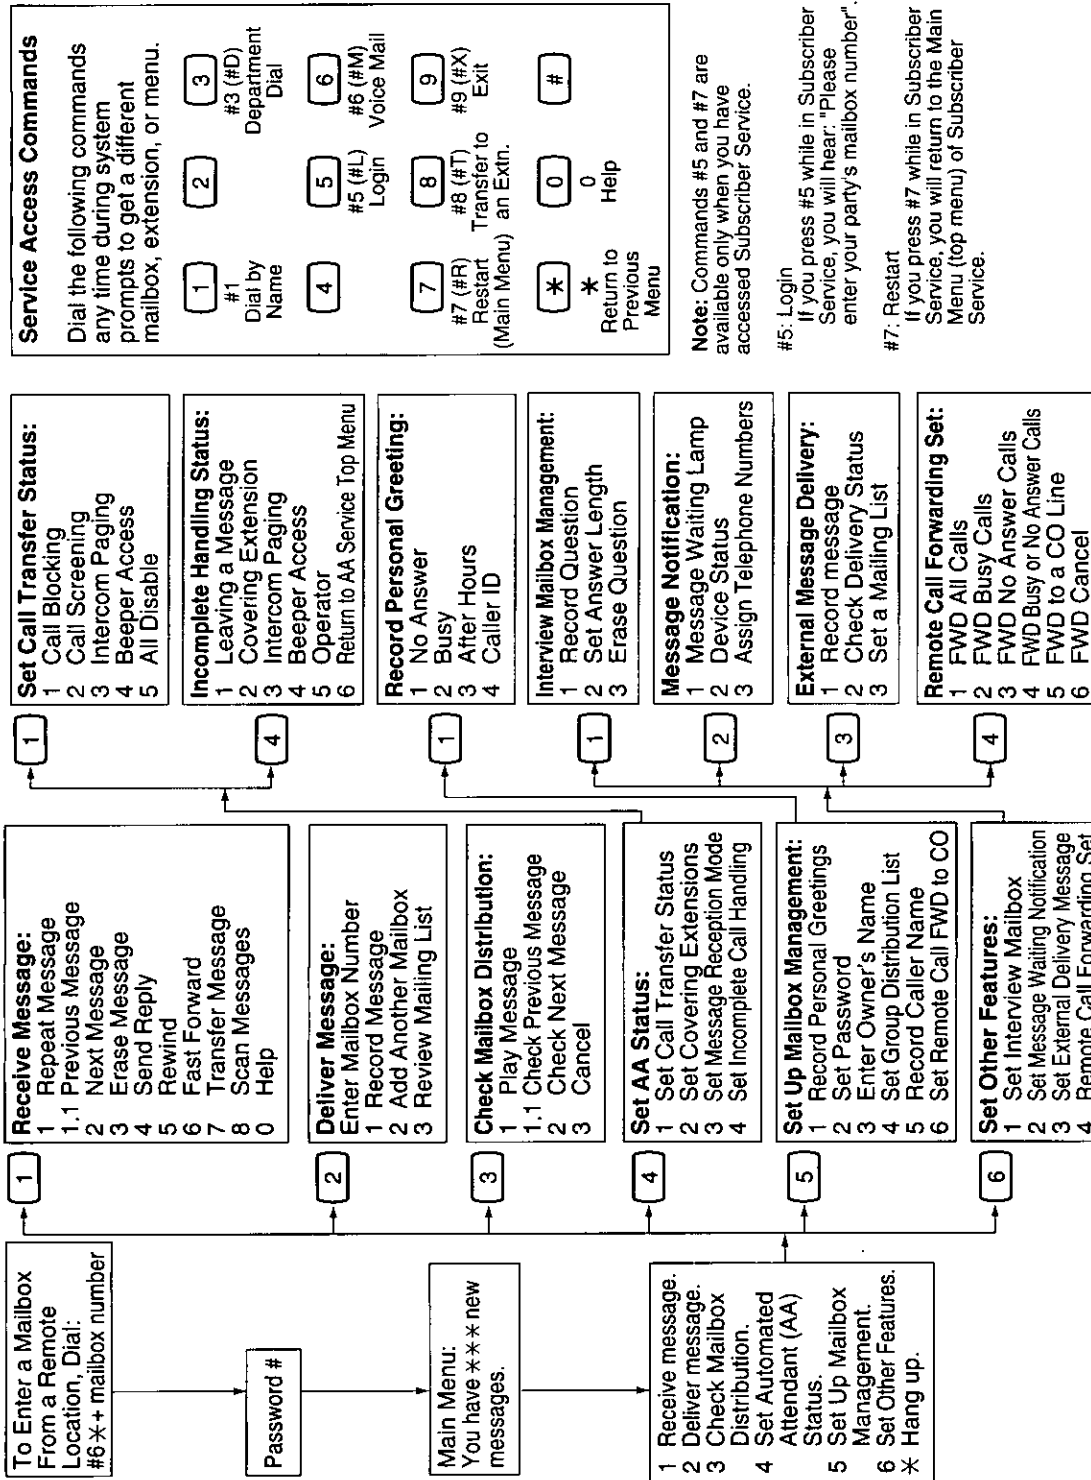 To Enter a Mailbox
From a Remote
Location, Dial:
#6✳+ mailbox number
Password #
Main Menu:
You have ✳✳✳ new
messages.
1 Receive message.
2 Deliver message.
3 Check Mailbox
Distribution.
4 Set Automated
Attendant (AA)
Status.
5 Set Up Mailbox
Management.
6 Set Other Features.
✳ Hang up.
1
Receive Message:
1 Repeat Message
1.1 Previous Message
2 Next Message
3 Erase Message
4 Send Reply
5 Rewind
6 Fast Forward
7 Transfer Message
8 Scan Messages
0 Help
2
Deliver Message:
Enter Mailbox Number
1 Record Message
2 Add Another Mailbox
3 Review Mailing List
3
Check Mailbox Distribution:
1 Play Message
1.1 Check Previous Message
2 Check Next Message
3 Cancel
4
Set AA Status:
1 Set Call Transfer Status
2 Set Covering Extensions
3 Set Message Reception Mode
4 Set Incomplete Call Handling
5
Set Up Mailbox Management:
1 Record Personal Greetings
2 Set Password
3 Enter Owner's Name
4 Set Group Distribution List
5 Record Caller Name
6 Set Remote Call FWD to CO
6
Set Other Features:
1 Set Interview Mailbox
2 Set Message Waiting Notification
3 Set External Delivery Message
4 Remote Call Forwarding Set
1
Set Call Transfer Status:
1 Call Blocking
2 Call Screening
3 Intercom Paging
4 Beeper Access
5 All Disable
4
Incomplete Handling Status:
1 Leaving a Message
2 Covering Extension
3 Intercom Paging
4 Beeper Access
5 Operator
6 Return to AA Service Top Menu
1
Record Personal Greeting:
1 No Answer
2 Busy
3 After Hours
4 Caller ID
1
Interview Mailbox Management:
1 Record Question
2 Set Answer Length
3 Erase Question
2
Message Notification:
1 Message Waiting Lamp
2 Device Status
3 Assign Telephone Numbers
3
External Message Delivery:
1 Record message
2 Check Delivery Status
3 Set a Mailing List
4
Remote Call Forwarding Set:
1 FWD All Calls
2 FWD Busy Calls
3 FWD No Answer Calls
4 FWD Busy or No Answer Calls
5 FWD to a CO Line
6 FWD Cancel
Service Access Commands
Dial the following commands
any time during system
prompts to get a different
mailbox, extension, or menu.
1 2 3
#1 #3 (#D)
Dial by Department
Name Dial
4 5 6
#5 (#L) #6 (#M)
Login Voice Mail
7 8 9
#7 (#R) #8 (#T) #9 (#X)
Restart Transfer to Exit
(Main Menu) an Extn.
✳ 0 #
✳ 0
Return to Help
Previous
Menu
Note: Commands #5 and #7 are
available only when you have
accessed Subscriber Service.
#5: Login
If you press #5 while in Subscriber
Service, you will hear: "Please
enter your party's mailbox number".
#7: Restart
If you press #7 while in Subscriber
Service, you will return to the Main
Menu (top menu) of Subscriber
Service.